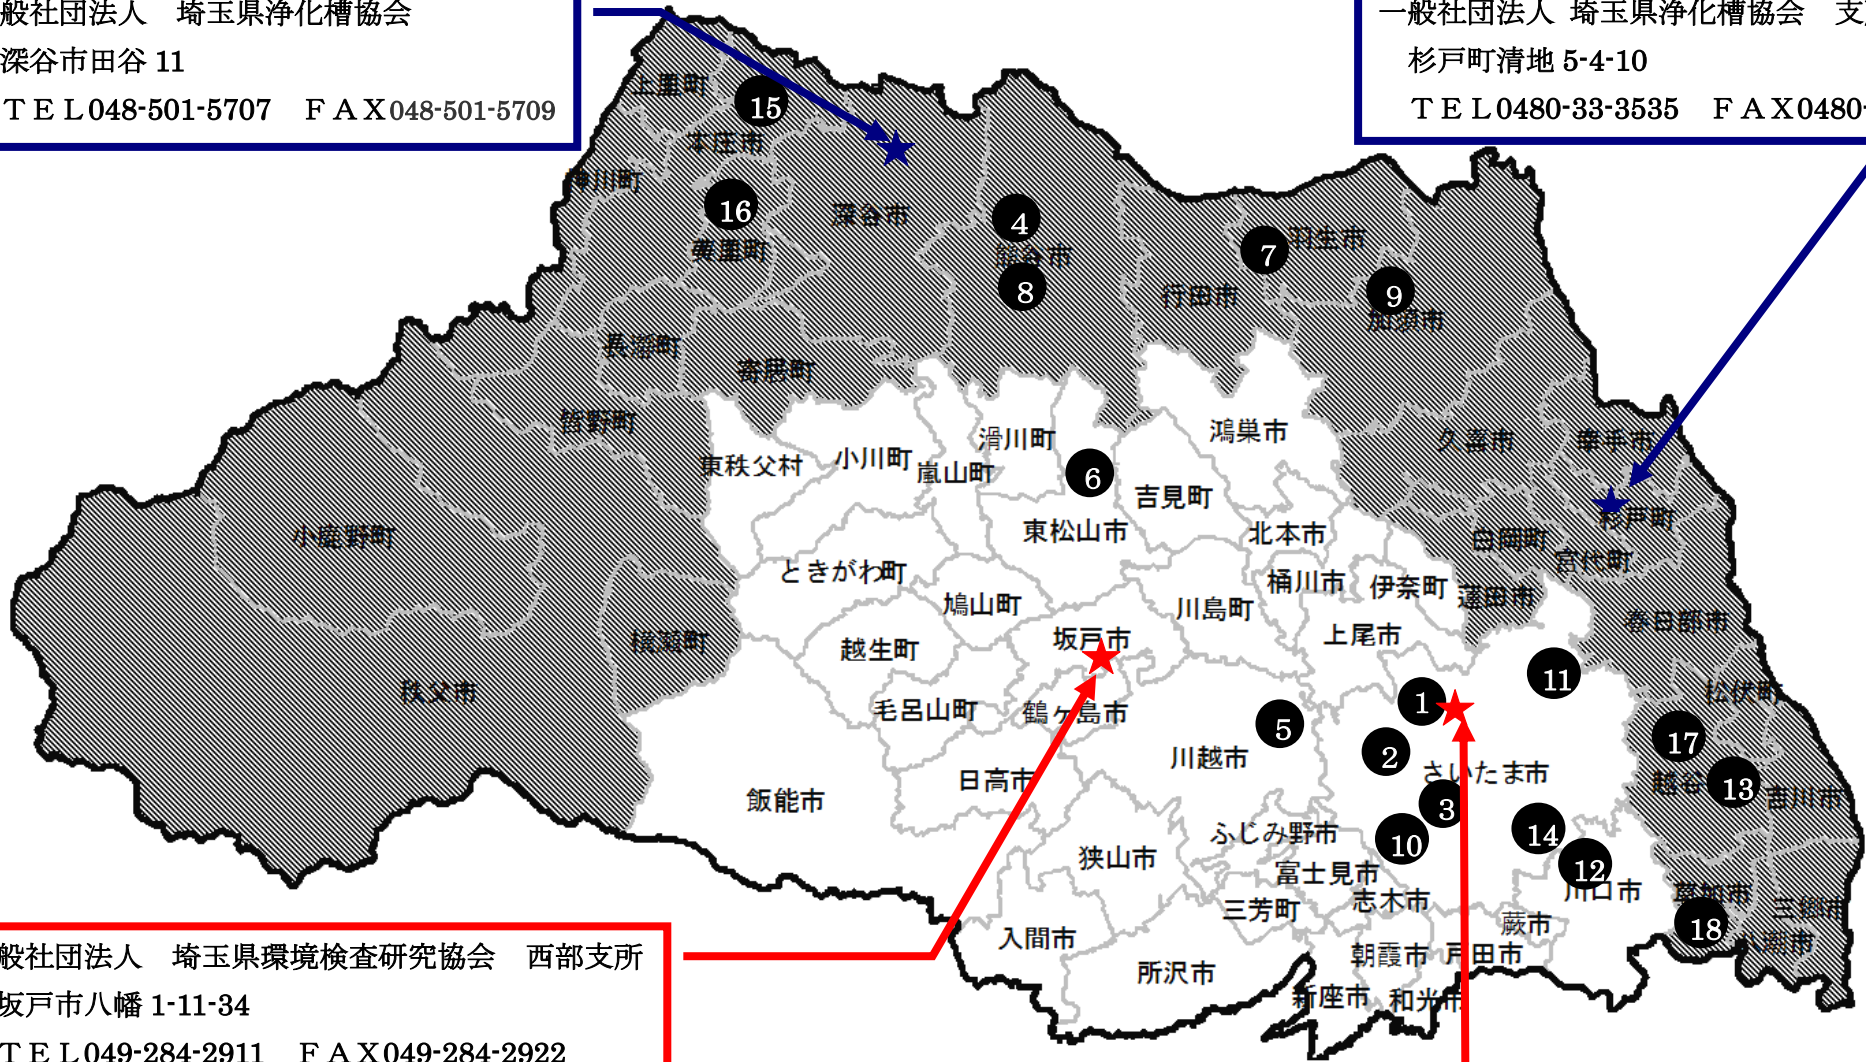 般社団法人　埼玉県浄化槽協会
深谷市田谷 11
ＴＥＬ048-501-5707　ＦＡＸ048-501-5709
一般社団法人 埼玉県浄化槽協会　支
杉戸町清地 5-4-10
ＴＥＬ0480-33-3535　ＦＡＸ0480-
上里町
15
本庄市
神川町
16
美里町
深谷市
4
熊谷市
8
7
羽生市
行田市
9
加須市
長瀞町
寄居町
皆野町
東秩父村
小川町
嵐山町
滑川町
6
吉見町
鴻巣市
久喜市
幸手市
杉戸町
小鹿野町
東松山市
北本市
白岡町
宮代町
ときがわ町
鳩山町
川島町
桶川市
伊奈町
蓮田市
春日部市
横瀬町
越生町
坂戸市
上尾市
秩父市
毛呂山町
鶴ヶ島市
5
1
11
松伏町
2
17
川越市
さいたま市
越谷
13
吉川市
日高市
飯能市
3
ふじみ野市
10
14
狭山市
富士見市
12
志木市
川口市
草加市
三郷市
三芳町
18
蕨市
入間市
朝霞市
戸田市
八潮市
所沢市
新座市
和光市
般社団法人　埼玉県環境検査研究協会　西部支所
坂戸市八幡 1-11-34
ＴＥＬ049-284-2911　ＦＡＸ049-284-2922